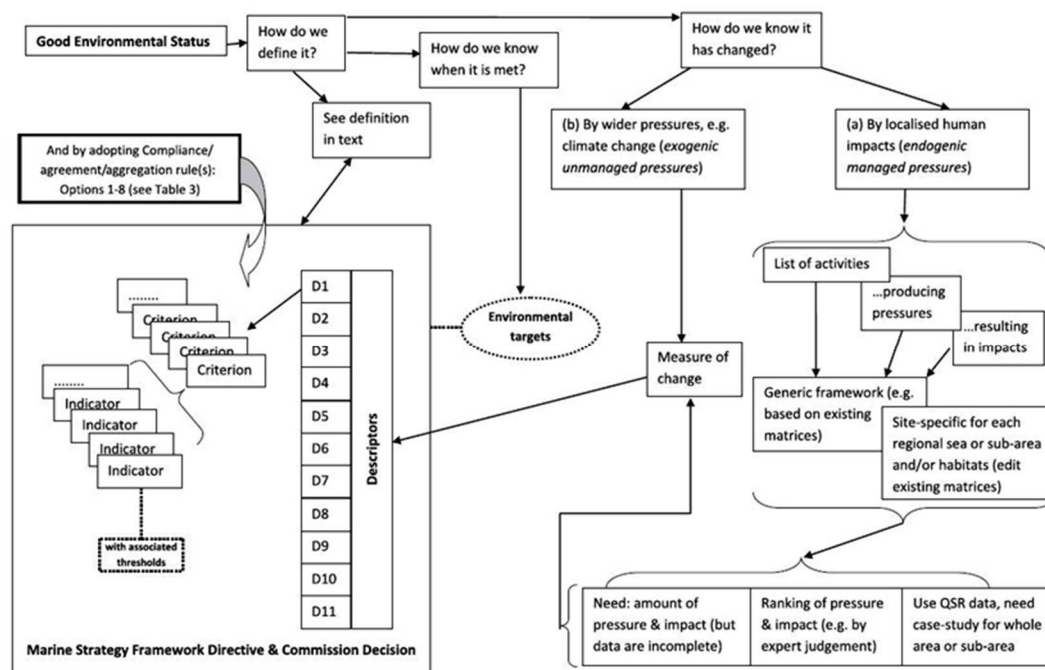 Good Environmental Status
How do we
define it?
How do we know
when it is met?
How do we know it
has changed?
See definition
in text
(b) By wider pressures, e.g.
climate change (exogenic
unmanaged pressures)
(a) By localised human
impacts (endogenic
managed pressures)
And by adopting Compliance/
agreement/aggregation rule(s):
Options 1-8 (see Table 3)
List of activities
...producing
pressures
...resulting
in impacts
Generic framework (e.g.
based on existing
matrices)
Site-specific for each
regional sea or sub-area
and/or habitats (edit
existing matrices)
Environmental
targets
Measure of
change
........
Criterion
Criterion
Criterion
Criterion
........
Indicator
Indicator
Indicator
Indicator
with associated
thresholds
D1
D2
D3
D4
D5
D6
D7
D8
D9
D10
D11
Descriptors
Need: amount of
pressure & impact (but
data are incomplete)
Ranking of pressure
& impact (e.g. by
expert judgement)
Use QSR data, need
case-study for whole
area or sub-area
Marine Strategy Framework Directive & Commission Decision